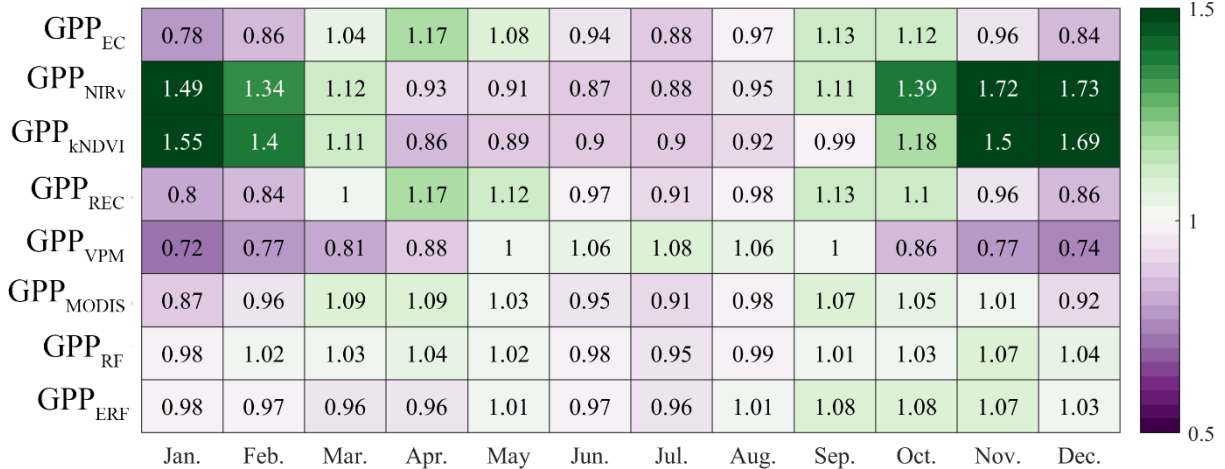 GPP_EC 0.78 0.86 1.04 1.17 1.08 0.94 0.88 0.97 1.13 1.12 0.96 0.84 1.5
GPP_NIRv 1.49 1.34 1.12 0.93 0.91 0.87 0.88 0.95 1.11 1.39 1.72 1.73
GPP_kNDVI 1.55 1.4 1.11 0.86 0.89 0.9 0.9 0.92 0.99 1.18 1.5 1.69
GPP_REC 0.8 0.84 1 1.17 1.12 0.97 0.91 0.98 1.13 1.1 0.96 0.86 1
GPP_VPM 0.72 0.77 0.81 0.88 1 1.06 1.08 1.06 1 0.86 0.77 0.74
GPP_MODIS 0.87 0.96 1.09 1.09 1.03 0.95 0.91 0.98 1.07 1.05 1.01 0.92
GPP_RF 0.98 1.02 1.03 1.04 1.02 0.98 0.95 0.99 1.01 1.03 1.07 1.04
GPP_ERF 0.98 0.97 0.96 0.96 1.01 0.97 0.96 1.01 1.08 1.08 1.07 1.03 0.5
Jan. Feb. Mar. Apr. May Jun. Jul. Aug. Sep. Oct. Nov. Dec.